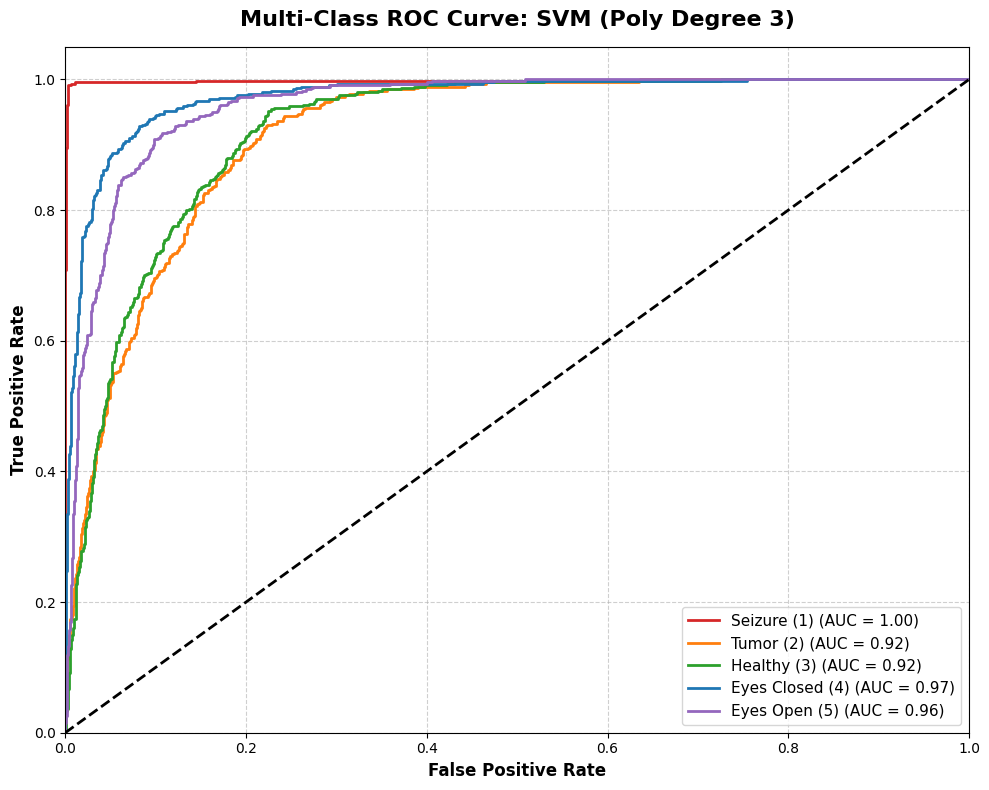 Multi-Class ROC Curve: SVM (Poly Degree 3)
True Positive Rate
1.0
0.8
0.6
0.4
0.2
0.0
Seizure (1) (AUC = 1.00)
Tumor (2) (AUC = 0.92)
Healthy (3) (AUC = 0.92)
Eyes Closed (4) (AUC = 0.97)
Eyes Open (5) (AUC = 0.96)
0.0 0.2 0.4 0.6 0.8 1.0
False Positive Rate